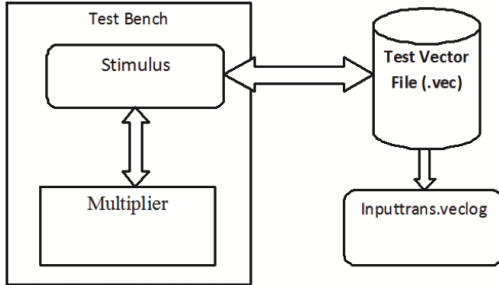 Test Bench
Stimulus
Multiplier
Test Vector
File (.vec)
Inputtrans.veclog